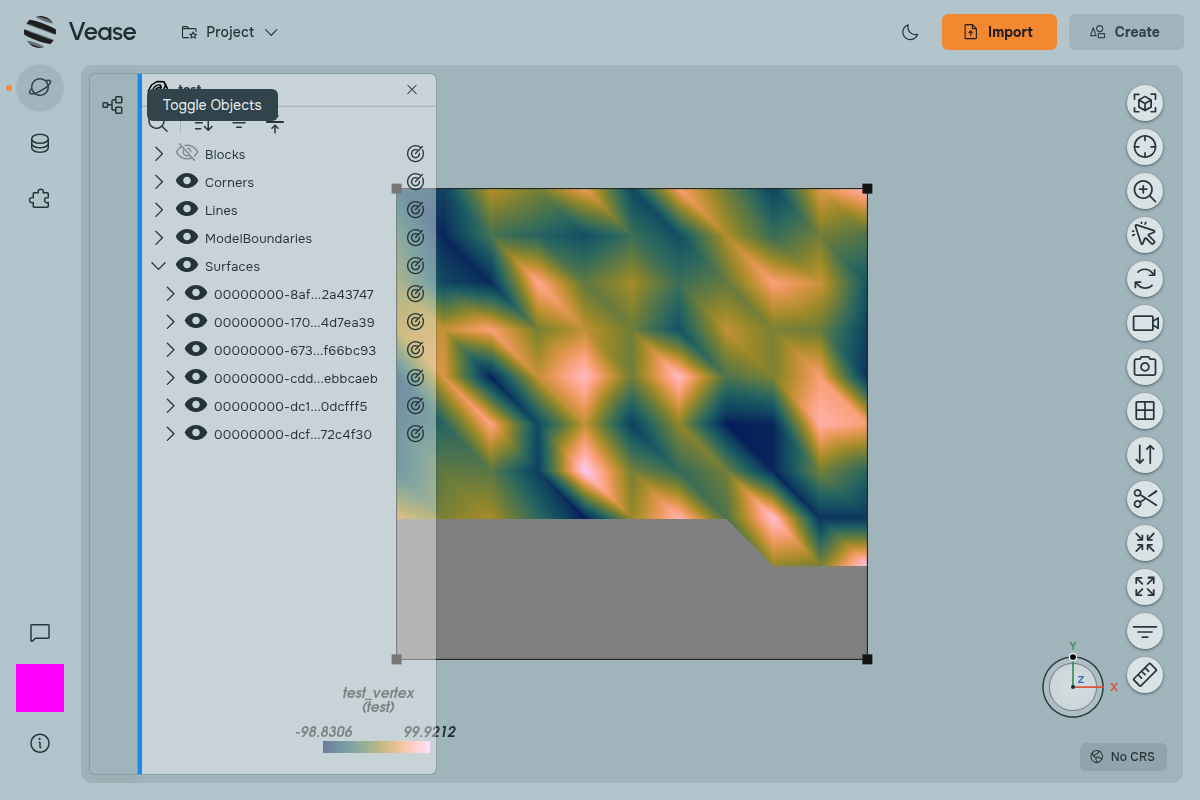 Vease
Project
Import
Create
Toggle Objects
Blocks
Corners
Lines
ModelBoundaries
Surfaces
00000000-8af...2a43747
00000000-170...4d7ea39
00000000-673...f66bc93
00000000-cdd...ebbcaeb
00000000-dc1...0dcfff5
00000000-dcf...72c4f30
test_vertex
(test)
-98.8306 99.9212
Y
Z
X
No CRS